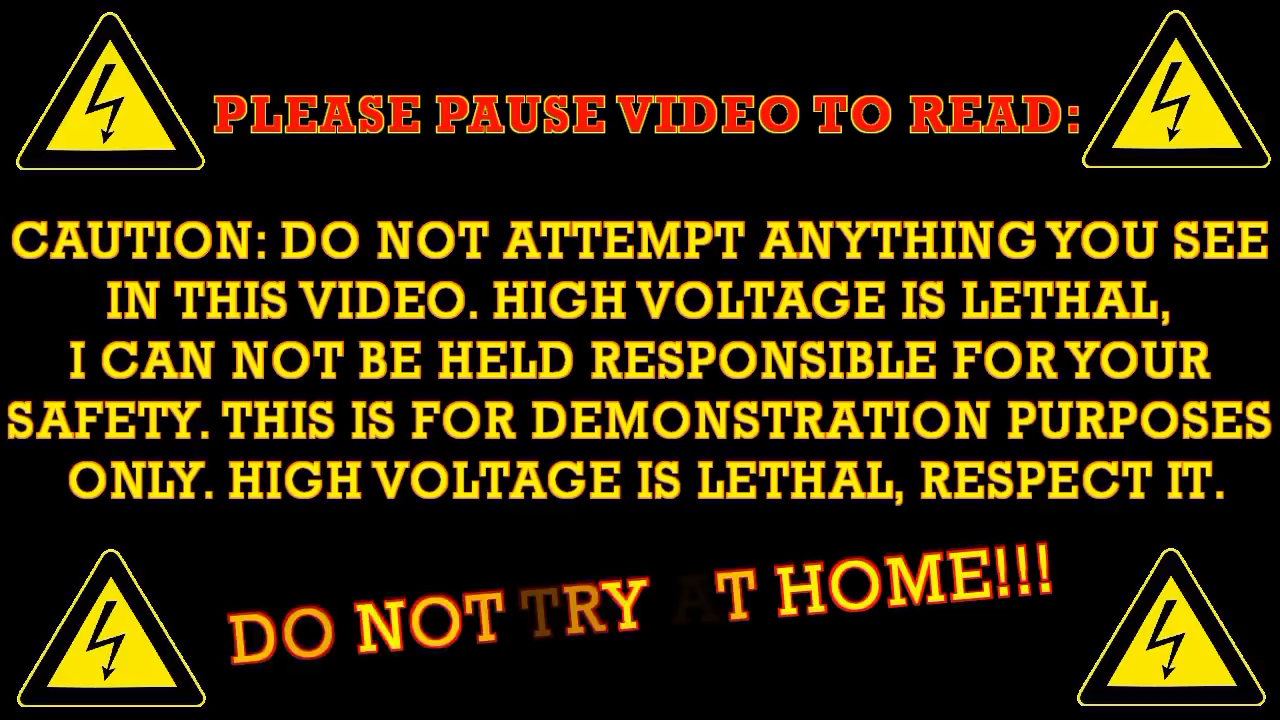 PLEASE PAUSE VIDEO TO READ:
CAUTION: DO NOT ATTEMPT ANYTHING YOU SEE
IN THIS VIDEO. HIGH VOLTAGE IS LETHAL,
I CAN NOT BE HELD RESPONSIBLE FOR YOUR
SAFETY. THIS IS FOR DEMONSTRATION PURPOSES
ONLY. HIGH VOLTAGE IS LETHAL, RESPECT IT.
DO NOT TRY AT HOME!!!